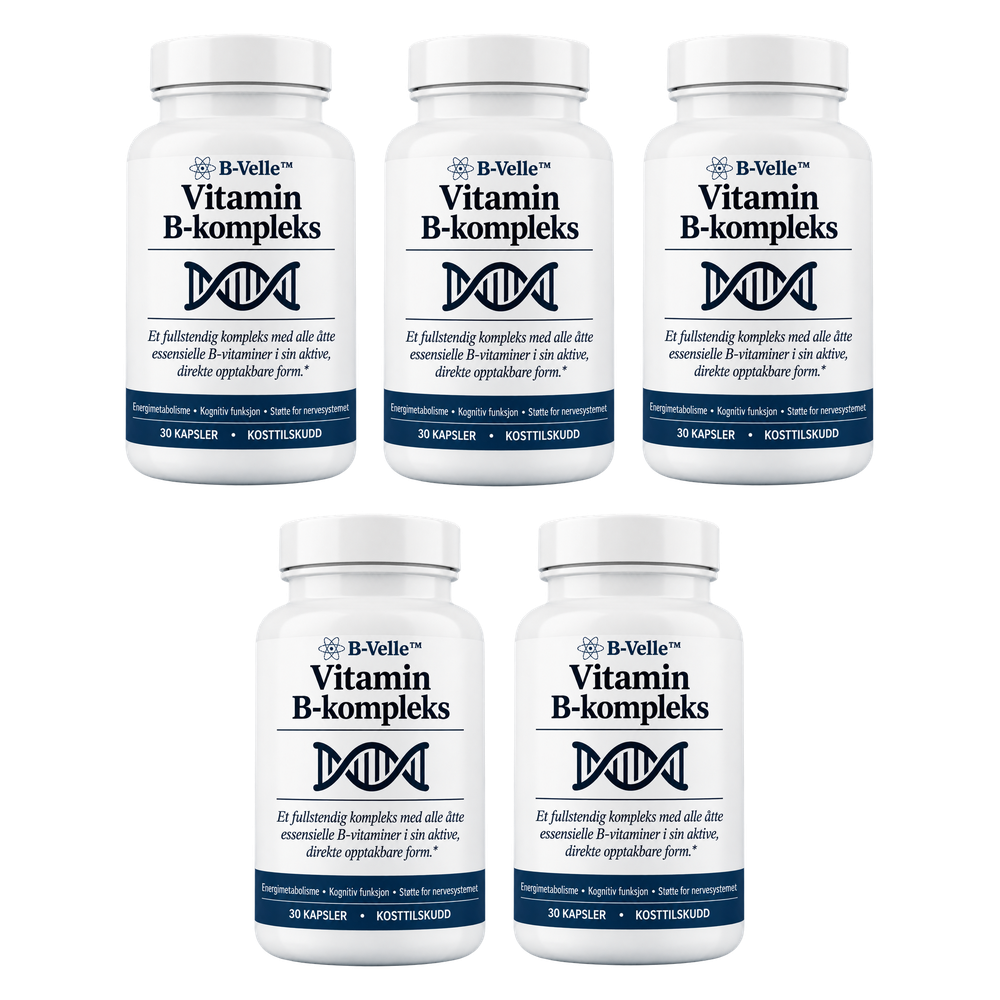 B-Velle™
Vitamin
B-kompleks
Et fullstendig kompleks med alle åtte
essensielle B-vitaminer i sin aktive,
direkte opptakbare form.*
Energimetabolisme • Kognitiv funksjon • Støtte for nervesystemet
30 KAPSLER • KOSTTILSKUDD
B-Velle™
Vitamin
B-kompleks
Et fullstendig kompleks med alle åtte
essensielle B-vitaminer i sin aktive,
direkte opptakbare form.*
Energimetabolisme • Kognitiv funksjon • Støtte for nervesystemet
30 KAPSLER • KOSTTILSKUDD
B-Velle™
Vitamin
B-kompleks
Et fullstendig kompleks med alle åtte
essensielle B-vitaminer i sin aktive,
direkte opptakbare form.*
Energimetabolisme • Kognitiv funksjon • Støtte for nervesystemet
30 KAPSLER • KOSTTILSKUDD
B-Velle™
Vitamin
B-kompleks
Et fullstendig kompleks med alle åtte
essensielle B-vitaminer i sin aktive,
direkte opptakbare form.*
Energimetabolisme • Kognitiv funksjon • Støtte for nervesystemet
30 KAPSLER • KOSTTILSKUDD
B-Velle™
Vitamin
B-kompleks
Et fullstendig kompleks med alle åtte
essensielle B-vitaminer i sin aktive,
direkte opptakbare form.*
Energimetabolisme • Kognitiv funksjon • Støtte for nervesystemet
30 KAPSLER • KOSTTILSKUDD